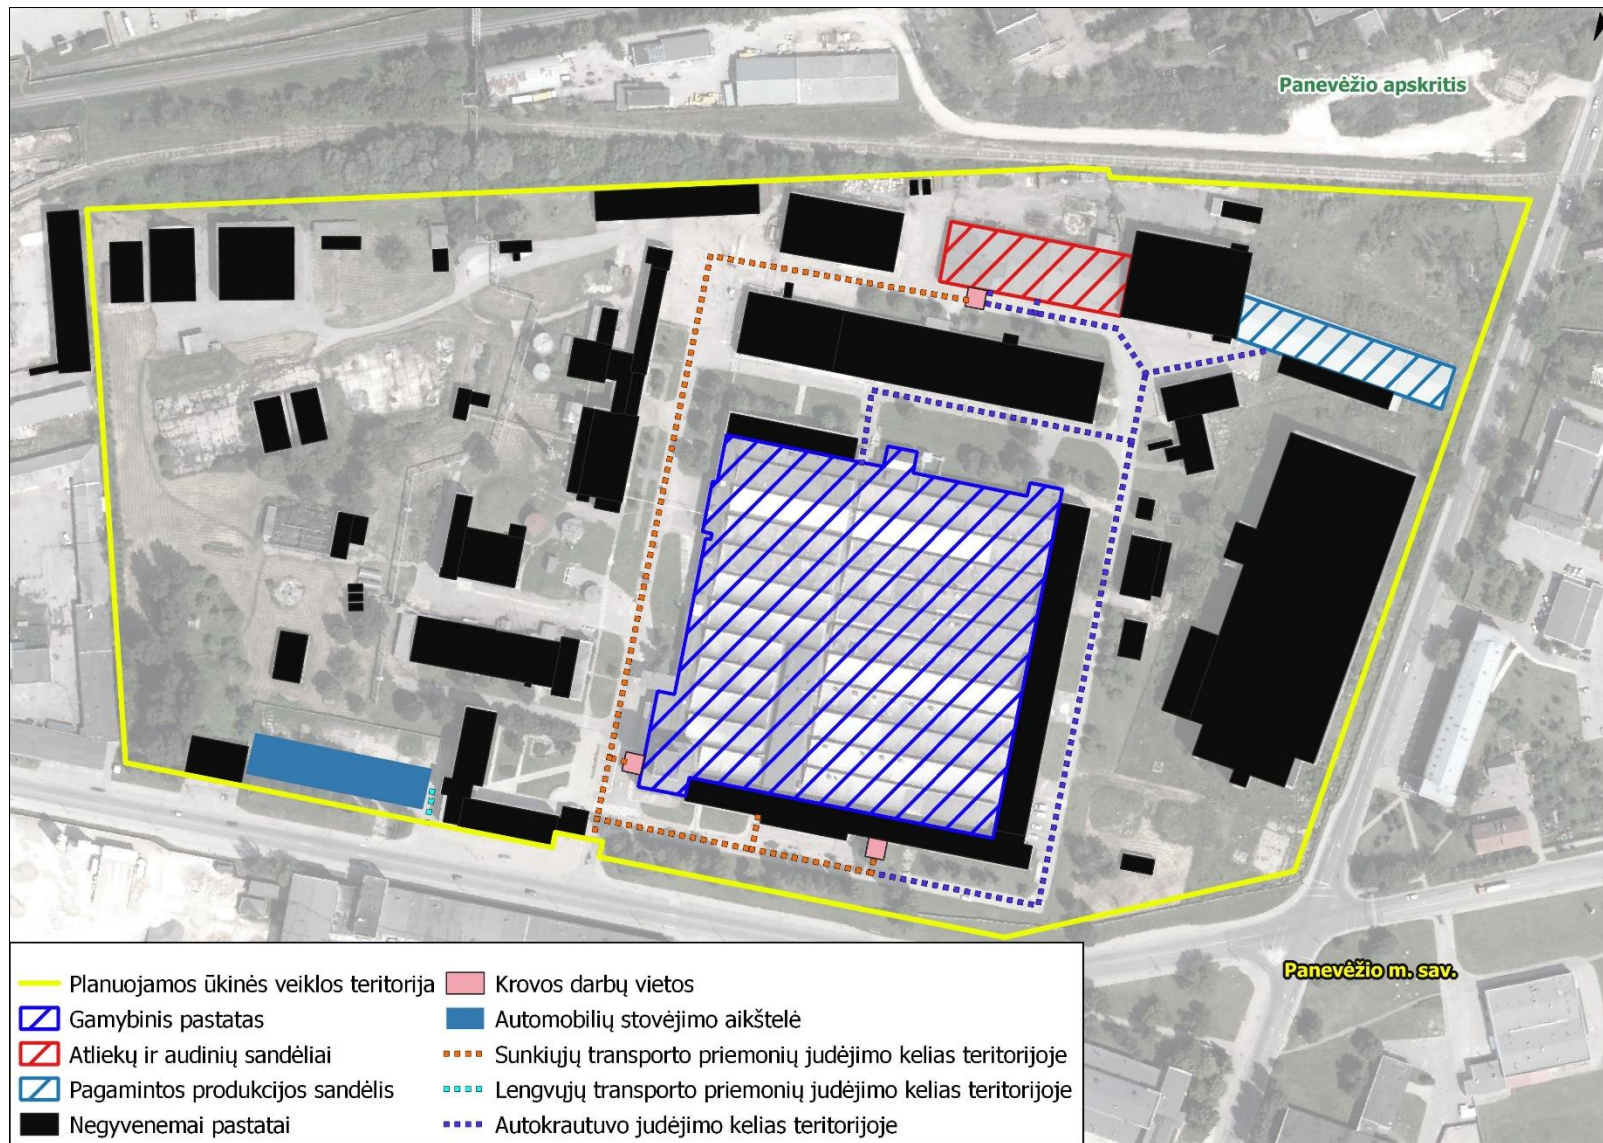 Panevėžio apskritis
Panevėžio m. sav.
Planuojamos ūkinės veiklos teritorija
Gamybinis pastatas
Atliekų ir audinių sandėliai
Pagamintos produkcijos sandėlis
Negyvenemai pastatai
Krovos darbų vietos
Automobilių stovėjimo aikštelė
Sunkiųjų transporto priemonių judėjimo kelias teritorijoje
Lengvųjų transporto priemonių judėjimo kelias teritorijoje
Autokrautuvo judėjimo kelias teritorijoje